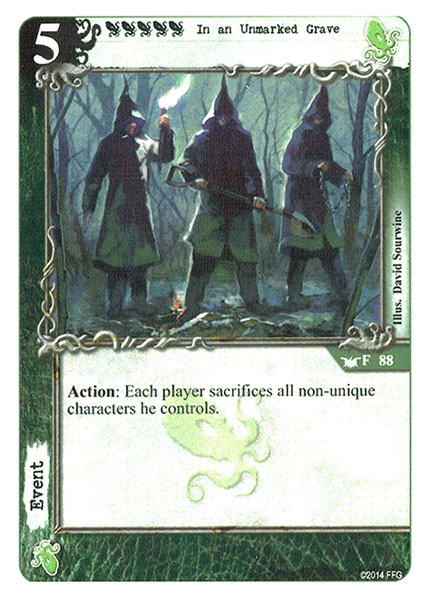 5
In an Unmarked Grave
Illus. David Sourwine
F 88
Action: Each player sacrifices all non-unique
characters he controls.
Event
©2014 FFG